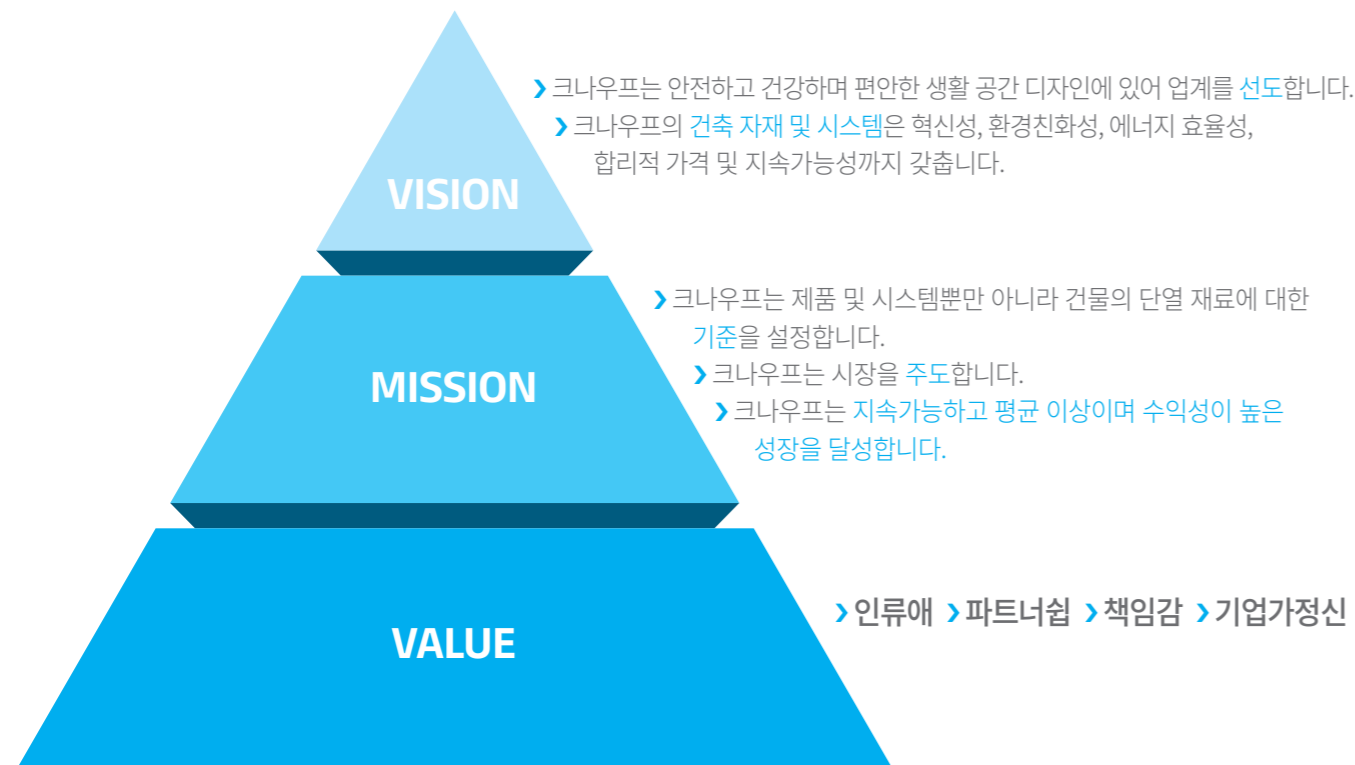 VISION
› 크나우프는 안전하고 건강하며 편안한 생활 공간 디자인에 있어 업계를 선도합니다.
› 크나우프의 건축 자재 및 시스템은 혁신성, 환경친화성, 에너지 효율성,
합리적 가격 및 지속가능성까지 갖춥니다.
MISSION
› 크나우프는 제품 및 시스템뿐만 아니라 건물의 단열 재료에 대한
기준을 설정합니다.
› 크나우프는 시장을 주도합니다.
› 크나우프는 지속가능하고 평균 이상이며 수익성이 높은
성장을 달성합니다.
VALUE
› 인류애 › 파트너쉽 › 책임감 › 기업가정신